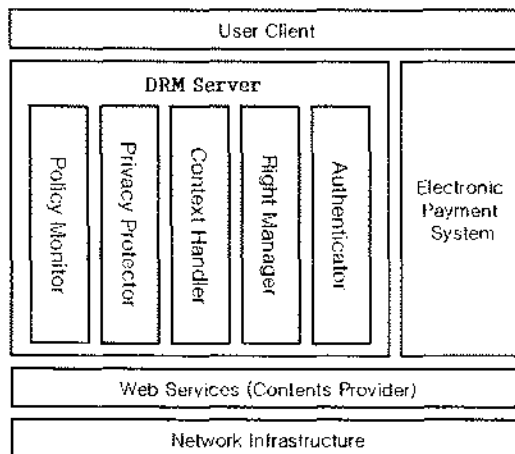 User Client
DRM Server
Policy Monitor
Privacy Protector
Context Handler
Right Manager
Authenticator
Electronic
Payment
System
Web Services (Contents Provider)
Network Infrastructure